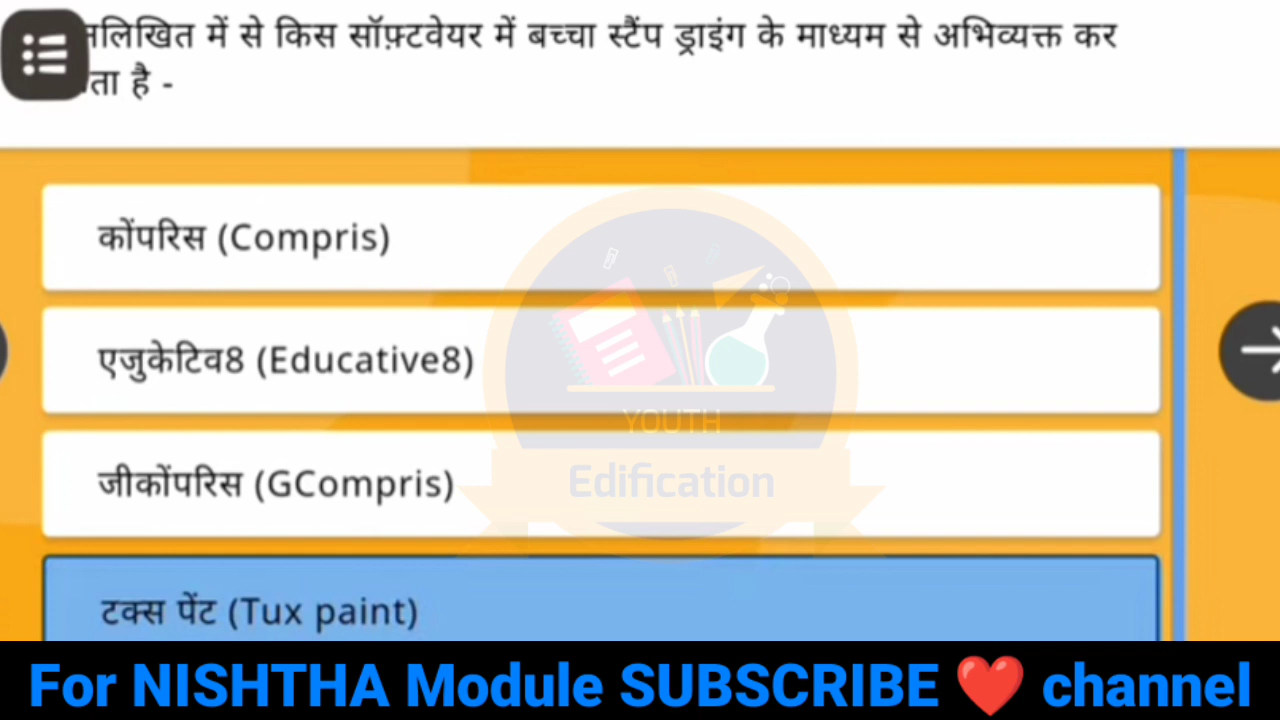 में से किस सॉफ़्टवेयर में बच्चा स्टैंप ड्राइंग के माध्यम से अभिव्यक्त कर
है -
कोंपरिस (Compris)
एजुकेटिव8 (Educative8)
जीकोंपरिस (GCompris)
टक्स पेंट (Tux paint)
YOUTH
Edification
For NISHTHA Module SUBSCRIBE ❤️ channel